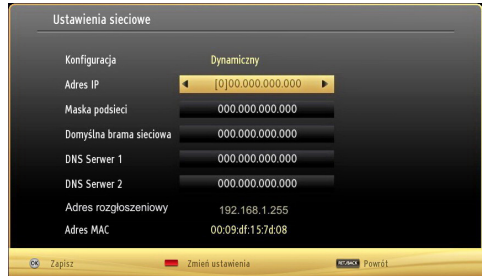 Ustawienia sieciowe
Konfiguracja Dynamiczny
Adres IP [0]00.000.000.000
Maska podsieci 000.000.000.000
Domyślna brama sieciowa 000.000.000.000
DNS Serwer 1 000.000.000.000
DNS Serwer 2 000.000.000.000
Adres rozgłoszeniowy 192.168.1.255
Adres MAC 00:09:df:15:7d:08
OK Zapisz Zmień ustawienia RET./BACK Powrót